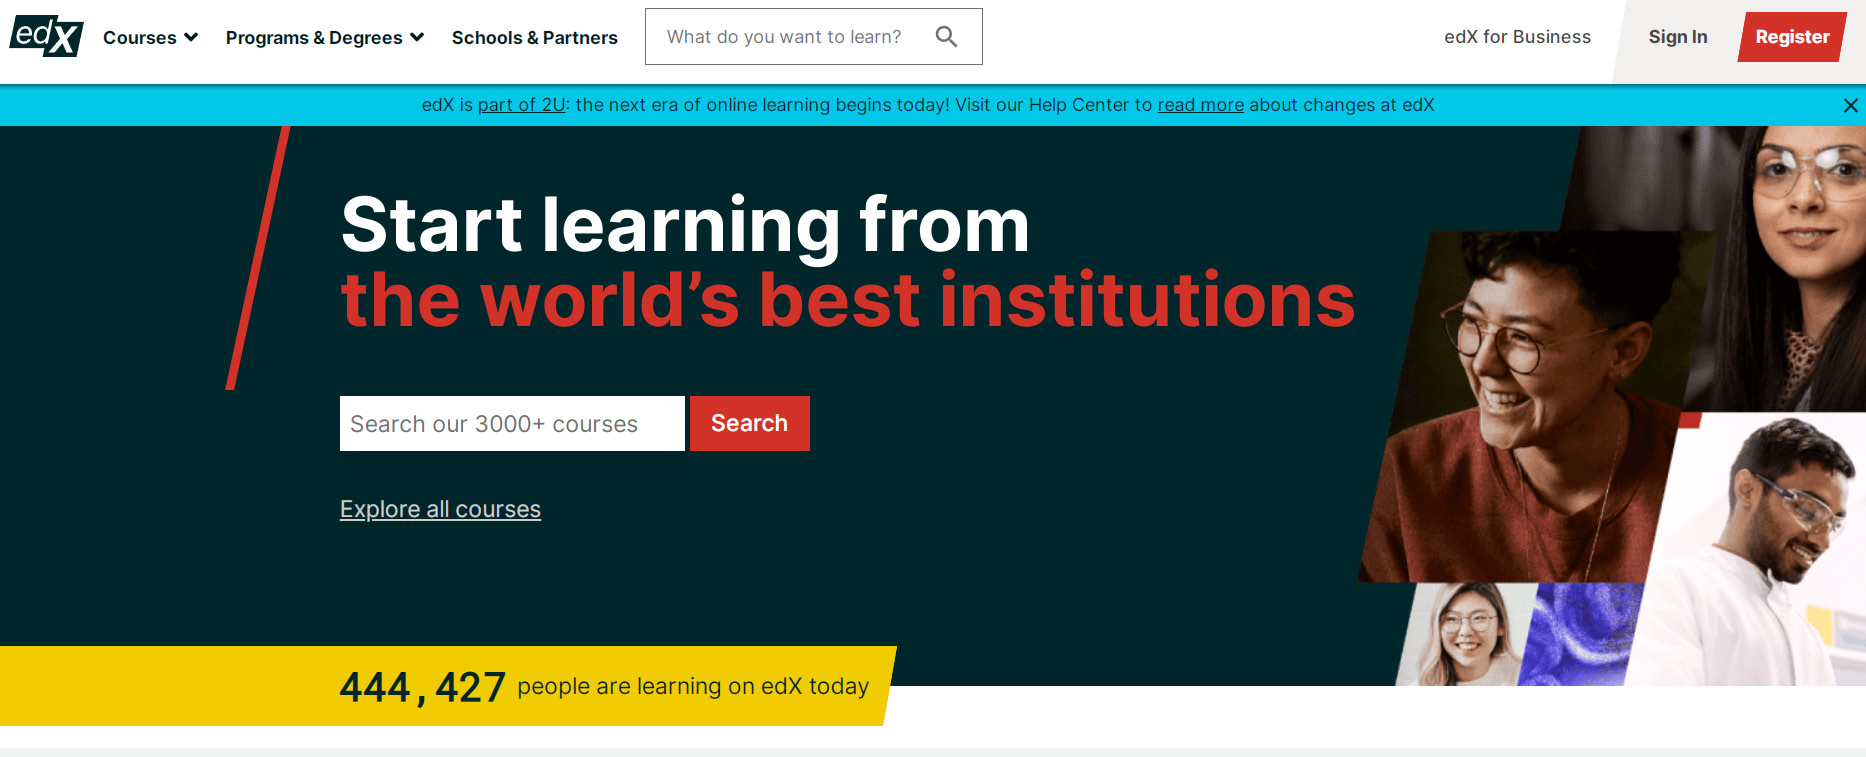 edX
Courses
Programs & Degrees
Schools & Partners
What do you want to learn?
edX for Business
Sign In
Register
edX is part of 2U: the next era of online learning begins today! Visit our Help Center to read more about changes at edX
Start learning from
the world’s best institutions
Search our 3000+ courses
Search
Explore all courses
444,427 people are learning on edX today